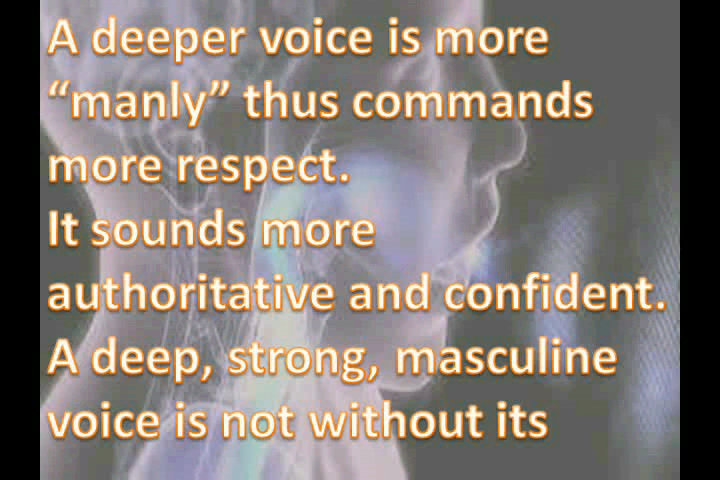 A deeper voice is more
“manly” thus commands
more respect.
It sounds more
authoritative and confident.
A deep, strong, masculine
voice is not without its